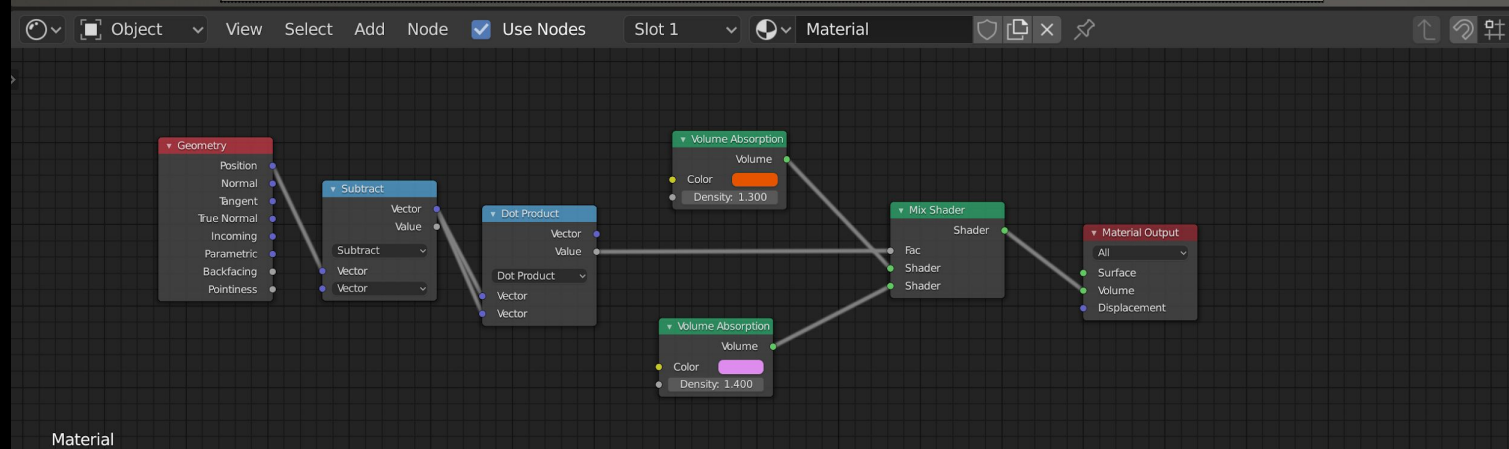 Object View Select Add Node Use Nodes Slot 1 Material
Geometry
Position
Normal
Tangent
True Normal
Incoming
Parametric
Backfacing
Pointiness
Subtract
Vector
Value
Subtract
Vector
Vector
Dot Product
Vector
Value
Dot Product
Vector
Vector
Volume Absorption
Volume
Color
Density: 1.300
Volume Absorption
Volume
Color
Density: 1.400
Mix Shader
Shader
Fac
Shader
Shader
Material Output
All
Surface
Volume
Displacement
Material